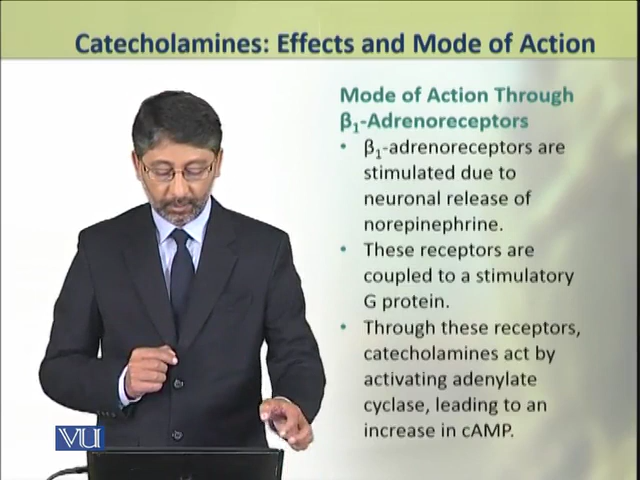 Catecholamines: Effects and Mode of Action
Mode of Action Through
β₁-Adrenoreceptors
• β₁-adrenoreceptors are
stimulated due to
neuronal release of
norepinephrine.
• These receptors are
coupled to a stimulatory
G protein.
• Through these receptors,
catecholamines act by
activating adenylate
cyclase, leading to an
increase in cAMP.
VU